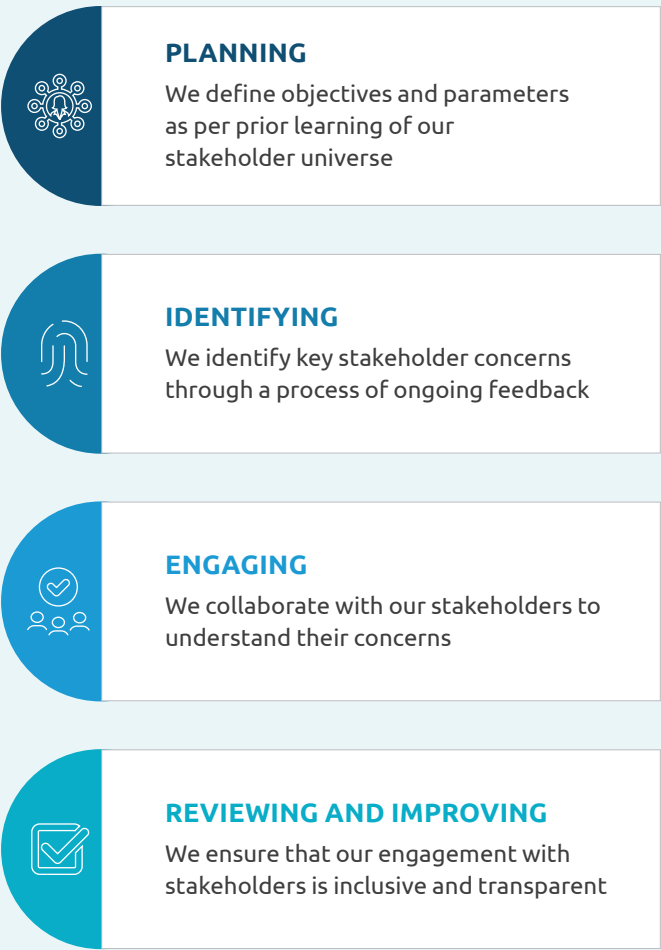 PLANNING
We define objectives and parameters
as per prior learning of our
stakeholder universe
IDENTIFYING
We identify key stakeholder concerns
through a process of ongoing feedback
ENGAGING
We collaborate with our stakeholders to
understand their concerns
REVIEWING AND IMPROVING
We ensure that our engagement with
stakeholders is inclusive and transparent